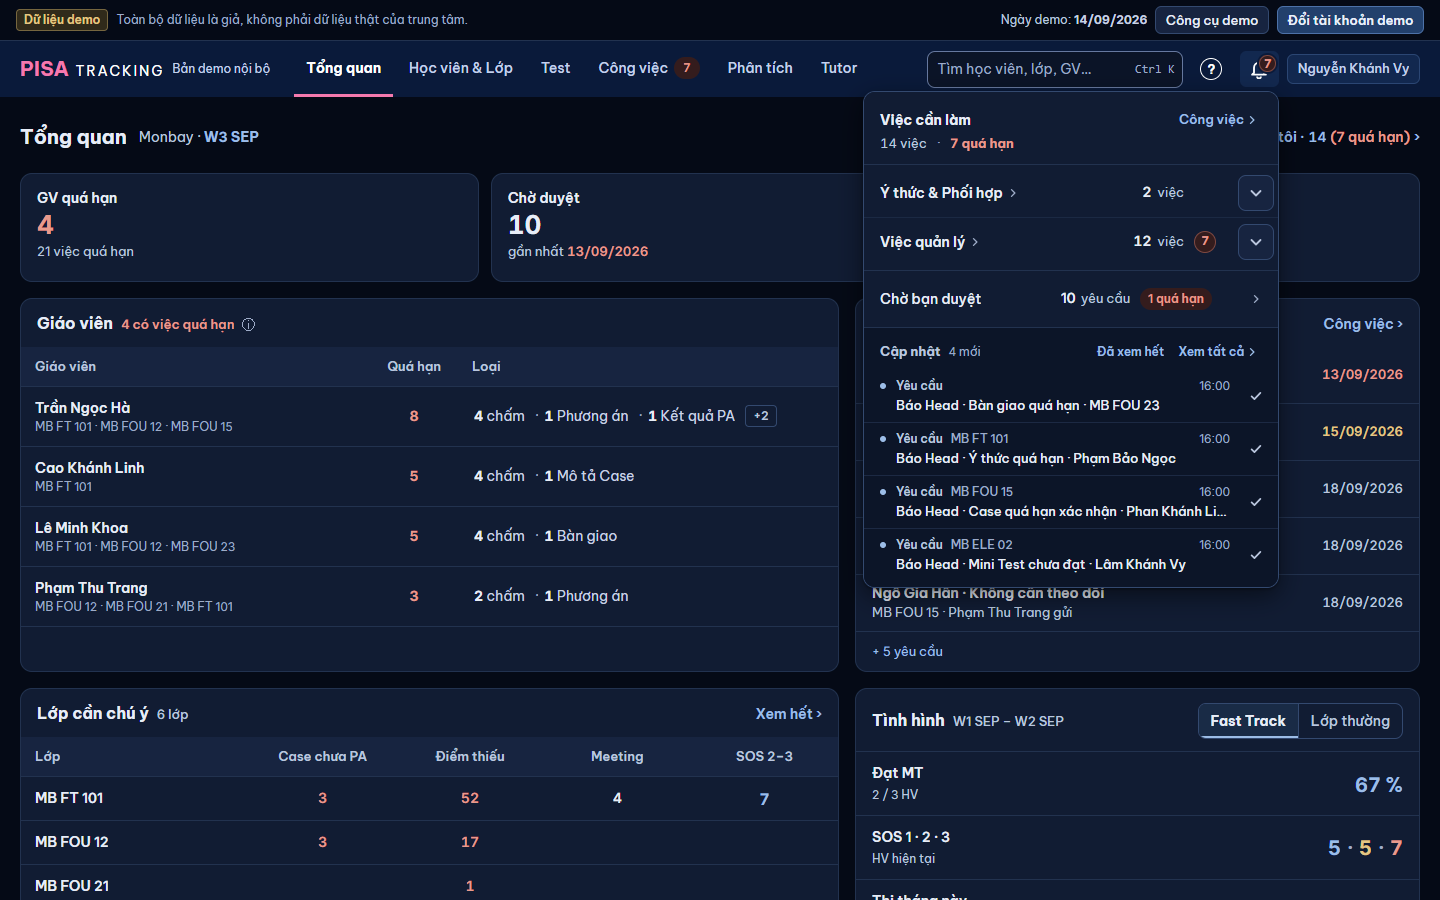 Dữ liệu demo Toàn bộ dữ liệu là giả, không phải dữ liệu thật của trung tâm. Ngày demo: 14/09/2026 Công cụ demo Đổi tài khoản demo
PISA TRACKING Bản demo nội bộ Tổng quan Học viên & Lớp Test Công việc 7 Phân tích Tutor Tìm học viên, lớp, GV... Ctrl K ? 7 Nguyễn Khánh Vy
Tổng quan Monbay · W3 SEP
tôi · 14 (7 quá hạn) ›
GV quá hạn
4
21 việc quá hạn
Chờ duyệt
10
gần nhất 13/09/2026
Việc cần làm Công việc ›
14 việc · 7 quá hạn
Ý thức & Phối hợp › 2 việc
Việc quản lý › 12 việc 7
Chờ bạn duyệt 10 yêu cầu 1 quá hạn ›
Cập nhật 4 mới Đã xem hết Xem tất cả ›
Yêu cầu 16:00
Báo Head · Bàn giao quá hạn · MB FOU 23
Yêu cầu MB FT 101 16:00
Báo Head · Ý thức quá hạn · Phạm Bảo Ngọc
Yêu cầu MB FOU 15 16:00
Báo Head · Case quá hạn xác nhận · Phan Khánh Li...
Yêu cầu MB ELE 02 16:00
Báo Head · Mini Test chưa đạt · Lâm Khánh Vy
Giáo viên 4 có việc quá hạn ⓘ
Giáo viên Quá hạn Loại
Trần Ngọc Hà
MB FT 101 · MB FOU 12 · MB FOU 15
8 4 chấm · 1 Phương án · 1 Kết quả PA +2
Cao Khánh Linh
MB FT 101
5 4 chấm · 1 Mô tả Case
Lê Minh Khoa
MB FT 101 · MB FOU 12 · MB FOU 23
5 4 chấm · 1 Bàn giao
Phạm Thu Trang
MB FOU 12 · MB FOU 21 · MB FT 101
3 2 chấm · 1 Phương án
Công việc ›
13/09/2026
15/09/2026
18/09/2026
18/09/2026
Ngô Gia Hân · Không cần theo dõi
MB FOU 15 · Phạm Thu Trang gửi
18/09/2026
+ 5 yêu cầu
Lớp cần chú ý 6 lớp Xem hết ›
Lớp Case chưa PA Điểm thiếu Meeting SOS 2–3
MB FT 101 3 52 4 7
MB FOU 12 3 17
MB FOU 21 1
Tình hình W1 SEP – W2 SEP Fast Track Lớp thường
Đạt MT
2 / 3 HV
67 %
SOS 1 · 2 · 3
HV hiện tại
5 · 5 · 7
Thi tháng này